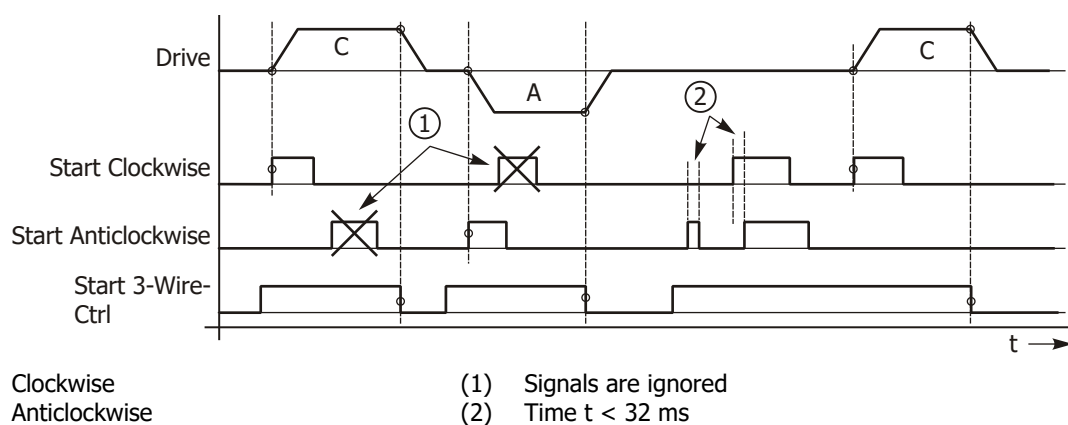 Drive
C
A
C
1
2
Start Clockwise
Start Anticlockwise
Start 3-Wire-
Ctrl
t
Clockwise
(1) Signals are ignored
Anticlockwise
(2) Time t < 32 ms